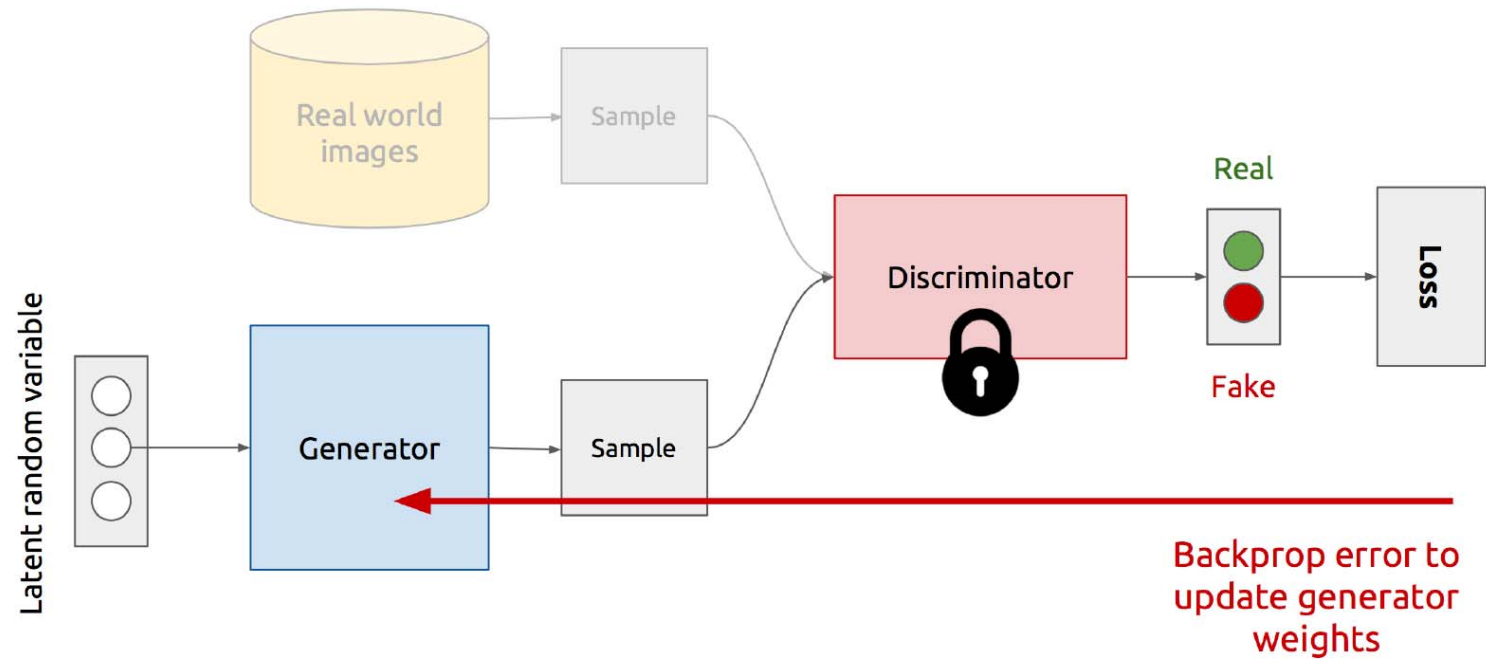 Real world
images
Sample
Real
Discriminator
Loss
Latent random variable
Fake
Generator
Sample
Backprop error to
update generator
weights